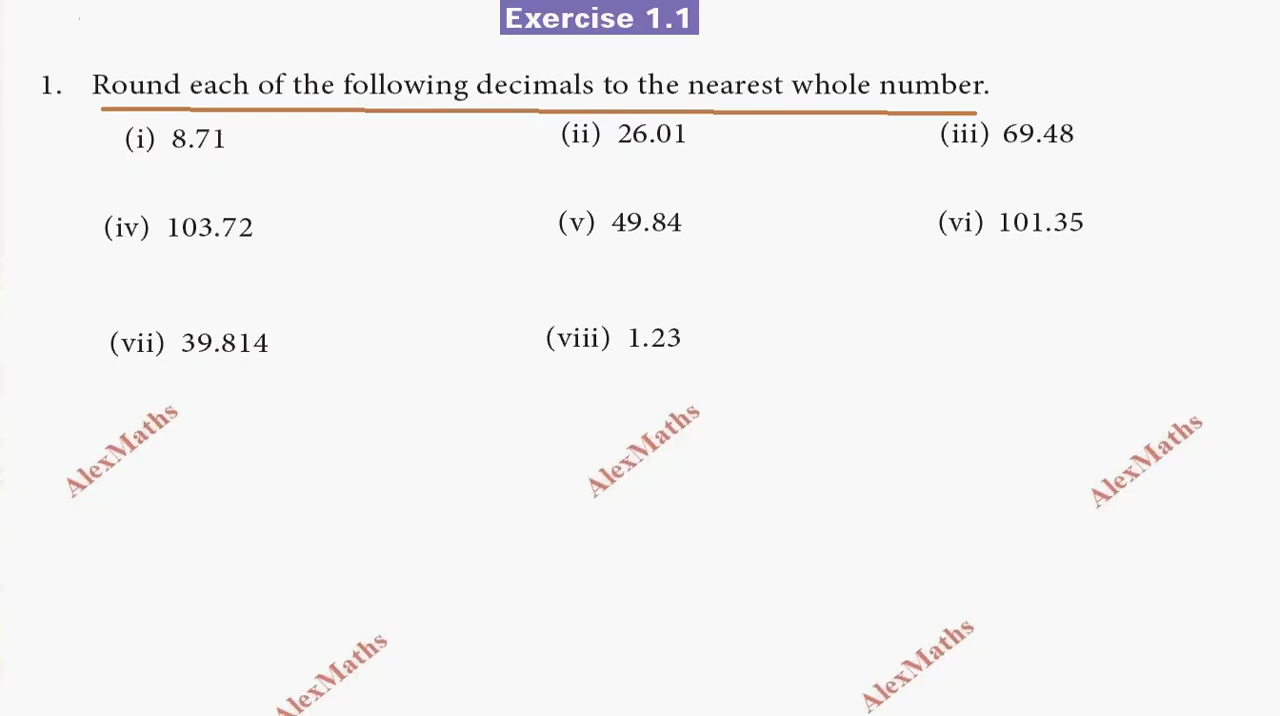 Exercise 1.1
1. Round each of the following decimals to the nearest whole number.
(i) 8.71 (ii) 26.01 (iii) 69.48
(iv) 103.72 (v) 49.84 (vi) 101.35
(vii) 39.814 (viii) 1.23
AlexMaths AlexMaths AlexMaths
AlexMaths AlexMaths